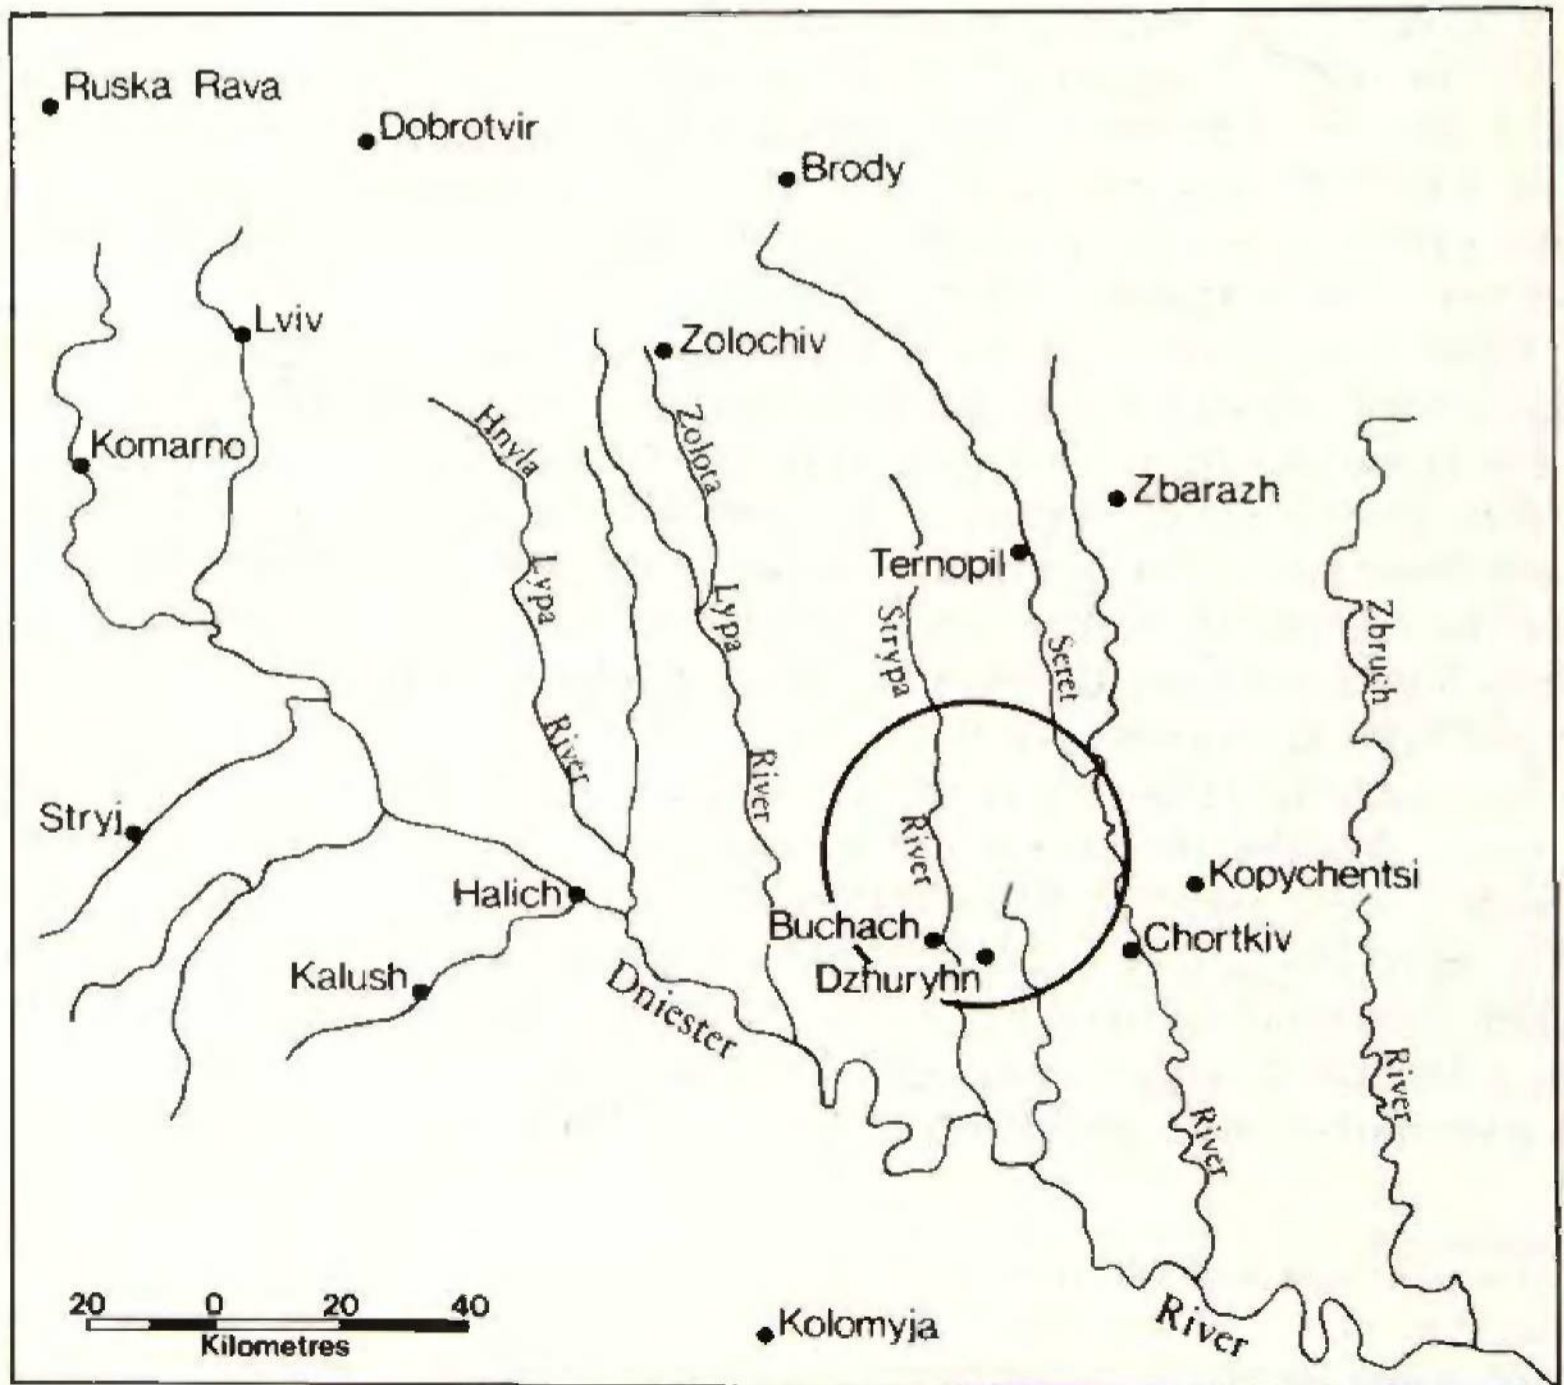 Ruska Rava
Dobrotvir
Brody
Lviv
Zolochiv
Hnyla
Zolota
Komarno
Zbarazh
Ternopil
Lypa
Lypa
Strypa
Seret
Zbruch
River
River
River
Stryj
Kopychentsi
Halich
Buchach
Chortkiv
Kalush
Dzhuryhn
Dniester
River
River
20 0 20 40
Kilometres
Kolomyja
River